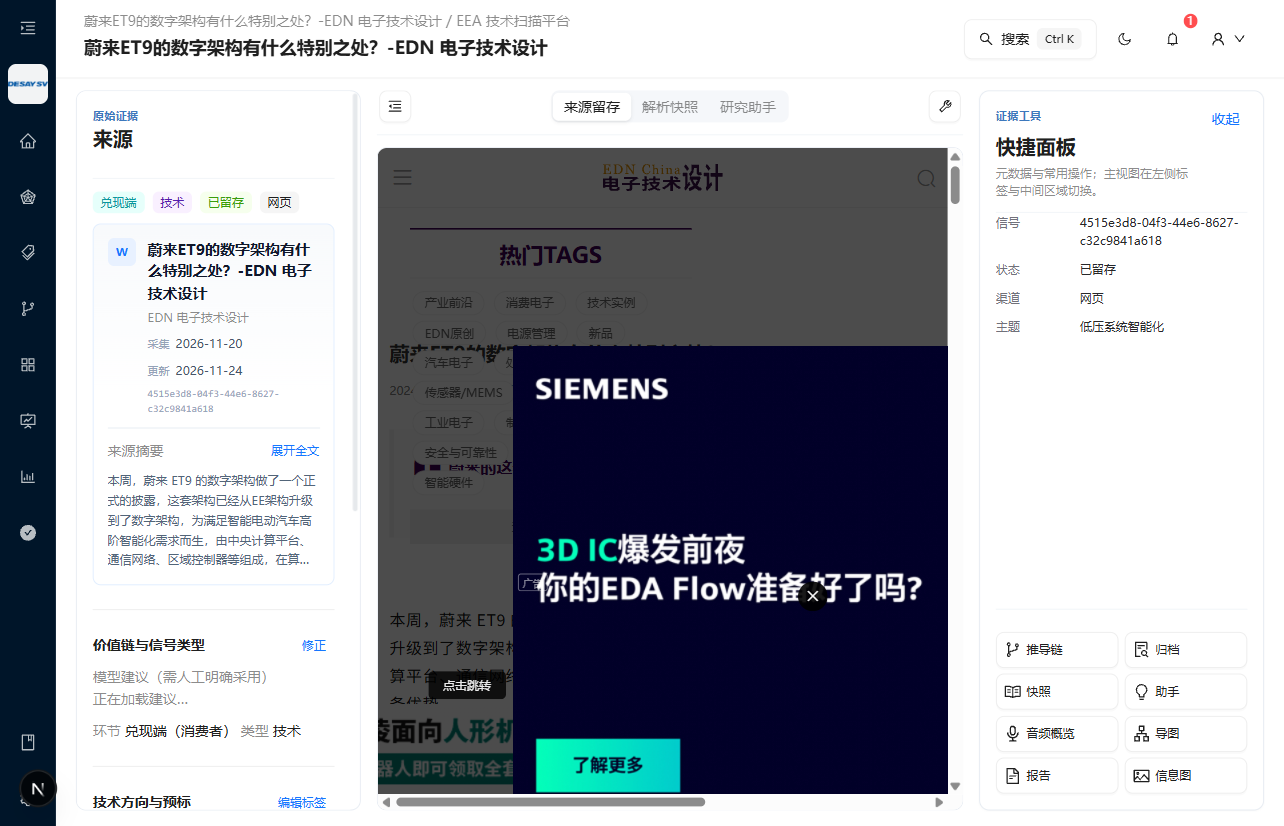 蔚来ET9的数字架构有什么特别之处? -EDN 电子技术设计 / EEA 技术扫描平台
蔚来ET9的数字架构有什么特别之处? -EDN 电子技术设计
搜索
Ctrl K
1
DESAY SV
原始证据
来源
兑现端
技术
已留存
网页
W
蔚来ET9的数字架构有什
么特别之处? -EDN 电子
技术设计
EDN 电子技术设计
采集 2026-11-20
更新 2026-11-24
4515e3d8-04f3-44e6-8627-
c32c9841a618
来源摘要
展开全文
本周，蔚来 ET9 的数字架构做了一个正
式的披露，这套架构已经从EE架构升级
到了数字架构，为满足智能电动汽车高
阶智能化需求而生，由中央计算平台、
通信网络、区域控制器等组成，在算...
价值链与信号类型
修正
模型建议（需人工明确采用）
正在加载建议...
环节 兑现端（消费者） 类型 技术
技术方向与预标
编辑标签
N
来源留存
解析快照
研究助手
EDN China
电子技术设计
热门TAGS
产业前沿
消费电子
技术实例
EDN原创
电源管理
新品
汽车电子
传感器/MEMS
工业电子
安全与可靠性
智能硬件
SIEMENS
3D IC爆发前夜
你的EDA Flow准备好了吗?
广告
本周，蔚来 ET9
升级到了数字架构
算平台
点击跳转
面向人形机
器人即可领取全套
了解更多
证据工具
收起
快捷面板
元数据与常用操作；主视图在左侧标
签与中间区域切换。
信号
4515e3d8-04f3-44e6-8627-
c32c9841a618
状态
已留存
渠道
网页
主题
低压系统智能化
推导链
归档
快照
助手
音频概览
导图
报告
信息图